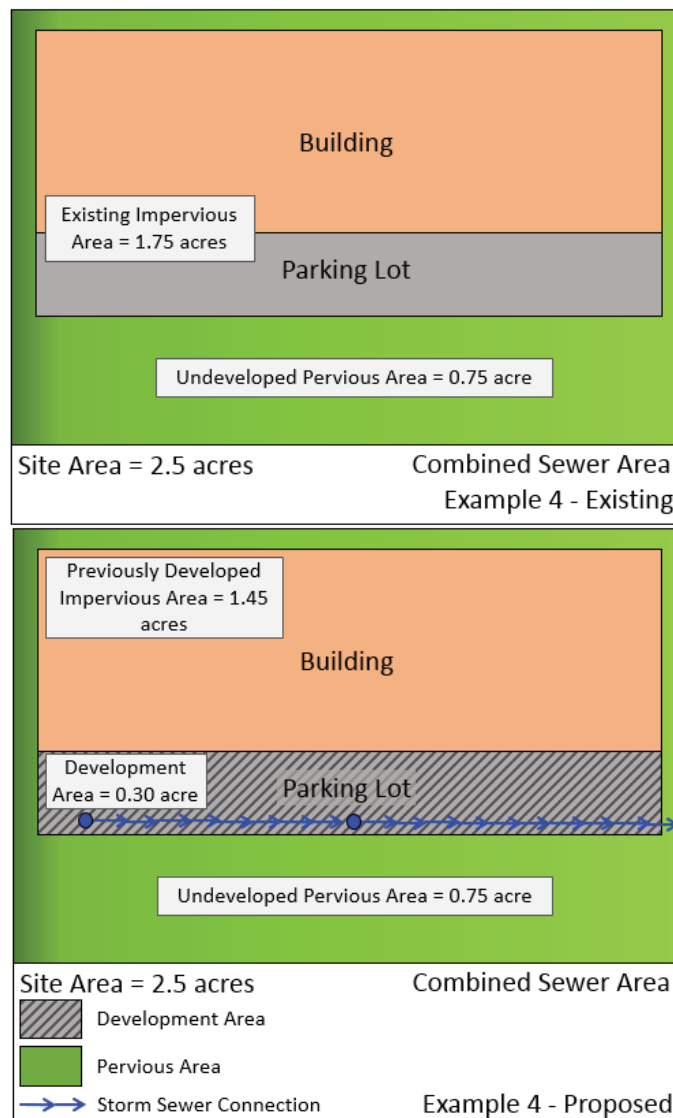 Building
Existing Impervious
Area = 1.75 acres
Parking Lot
Undeveloped Pervious Area = 0.75 acre
Site Area = 2.5 acres
Combined Sewer Area
Example 4 - Existing
Previously Developed
Impervious Area = 1.45
acres
Building
Development
Area = 0.30 acre
Parking Lot
Undeveloped Pervious Area = 0.75 acre
Site Area = 2.5 acres
Combined Sewer Area
Development Area
Pervious Area
Storm Sewer Connection
Example 4 - Proposed